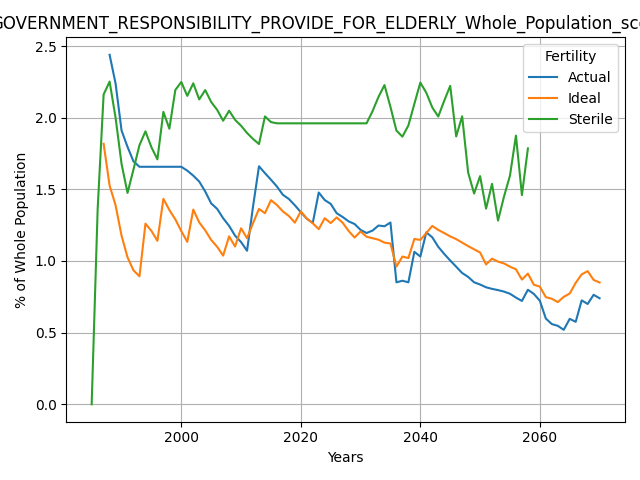 GOVERNMENT_RESPONSIBILITY_PROVIDE_FOR_ELDERLY_Whole_Population_sc
Fertility
Actual
Ideal
Sterile
% of Whole Population
2.5
2.0
1.5
1.0
0.5
0.0
2000
2020
2040
2060
Years